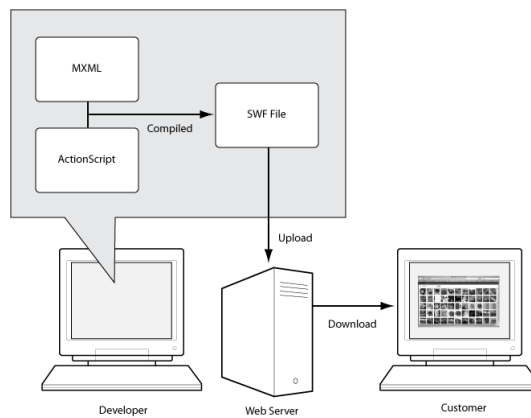 MXML
SWF File
Compiled
ActionScript
Upload
Download
Developer
Web Server
Customer